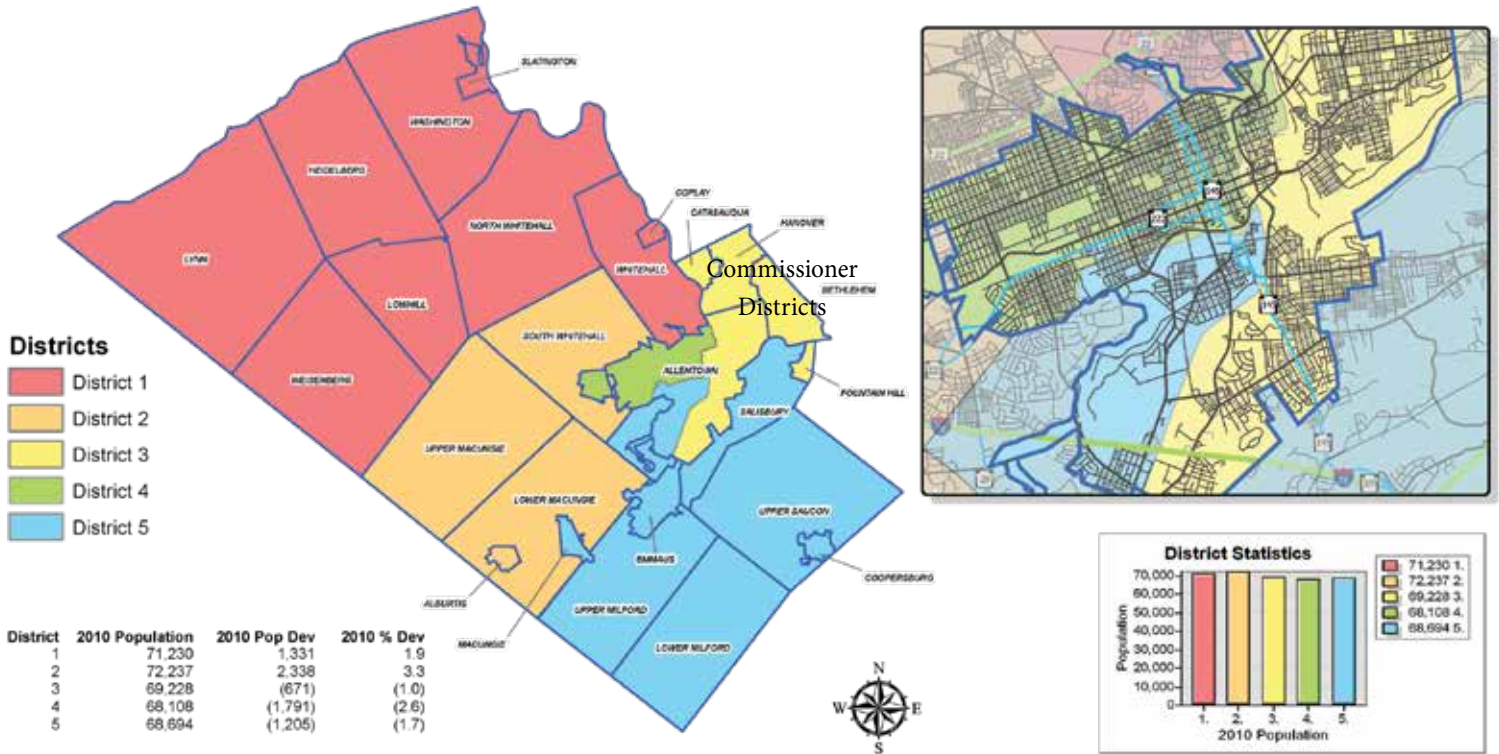 SLATINGTON
WASHINGTON
HEIDELBERG
COPLAY
CATASAUQUA
HANOVER
NORTH WHITEHALL
LYNN
WHITEHALL
Commissioner
Districts
BETHLEHEM
LOWHILL
SOUTH WHITEHALL
WEISENBERG
ALLENTOWN
FOUNTAIN HILL
SALISBURY
UPPER MACUNGIE
LOWER MACUNGIE
UPPER SAUCON
EMMAUS
COOPERSBURG
ALBURTIS
UPPER MILFORD
MACUNGIE
LOWER MILFORD
Districts
District 1
District 2
District 3
District 4
District 5
District 2010 Population 2010 Pop Dev 2010 % Dev
1 71,230 1,331 1.9
2 72,237 2,338 3.3
3 69,228 (671) (1.0)
4 68,108 (1,791) (2.6)
5 68,694 (1,205) (1.7)
N
W E
S
22
22
222
145
145
District Statistics
70,000
60,000
50,000
40,000
30,000
20,000
10,000
0
Population
1. 2. 3. 4. 5.
2010 Population
71,230 1.
72,237 2.
69,228 3.
68,108 4.
68,694 5.